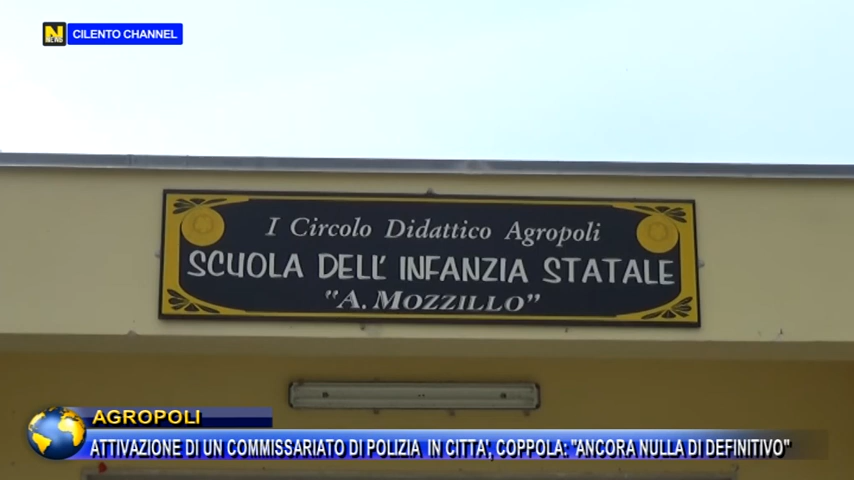 CILENTO CHANNEL
I Circolo Didattico Agropoli
SCUOLA DELL' INFANZIA STATALE
"A. MOZZILLO"
AGROPOLI
ATTIVAZIONE DI UN COMMISSARIATO DI POLIZIA IN CITTA', COPPOLA: "ANCORA NULLA DI DEFINITIVO"